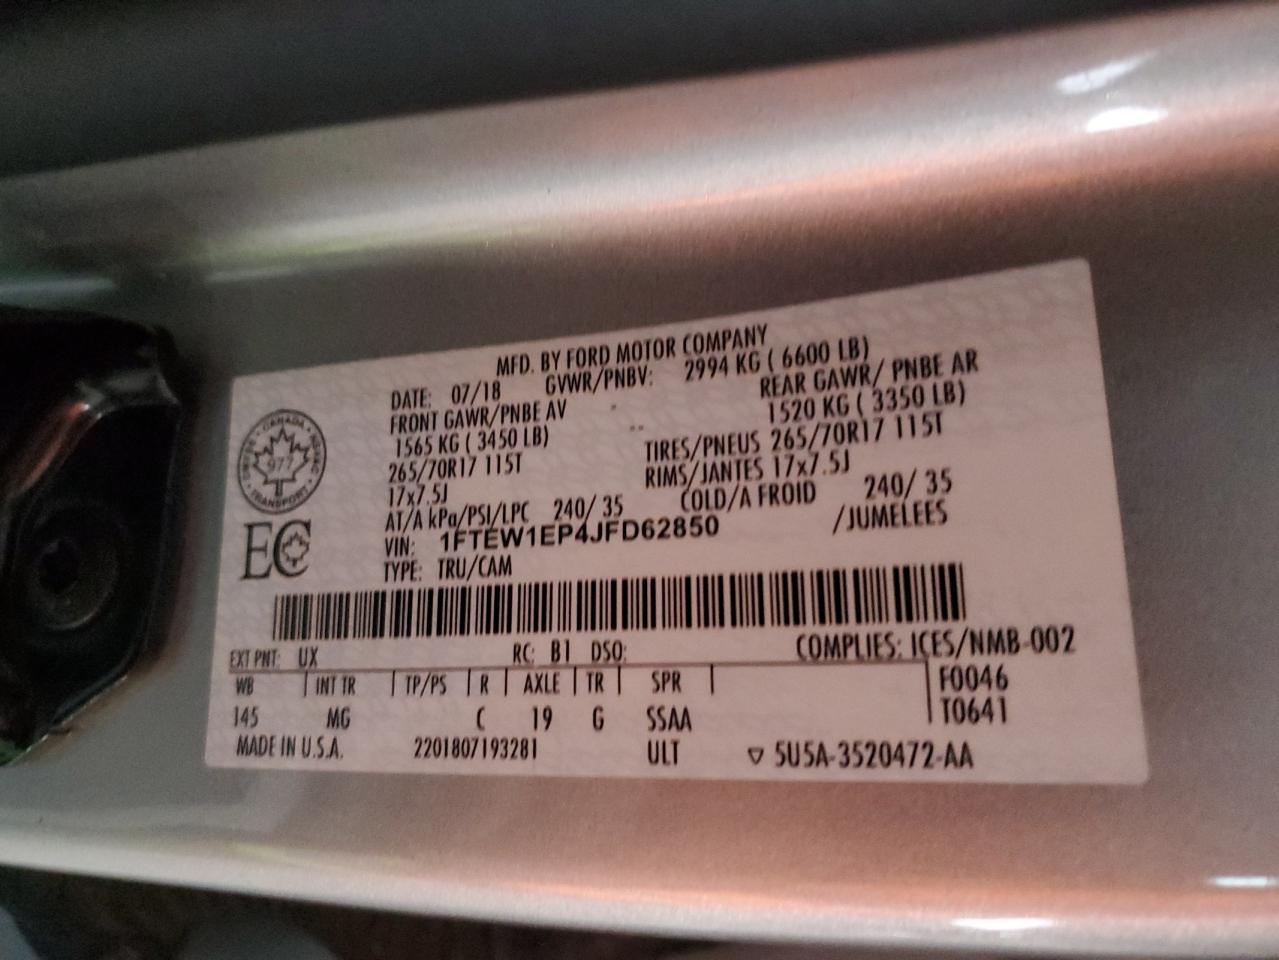 MFD. BY FORD MOTOR COMPANY
DATE: 07/18 GVWR/PNBV: 2994 KG ( 6600 LB)
FRONT GAWR/PNBE AV REAR GAWR/ PNBE AR
1565 KG ( 3450 LB) 1520 KG ( 3350 LB)
265/70R17 115T TIRES/PNEUS 265/70R17 115T
17x7.5J RIMS/JANTES 17x7.5J
AT/A kPa/PSI/LPC 240/ 35 COLD/A FROID 240/ 35
VIN: 1FTEW1EP4JFD62850 /JUMELEES
TYPE: TRU/CAM
CANADA
977
TRANSPORT
EC
EXT PNT: UX RC: B1 DSO: COMPLIES: ICES/NMB-002
WB INT TR TP/PS R AXLE TR SPR F0046
145 MG C 19 G SSAA T0641
MADE IN U.S.A. 2201807193281 ULT ▽ 5U5A-3520472-AA